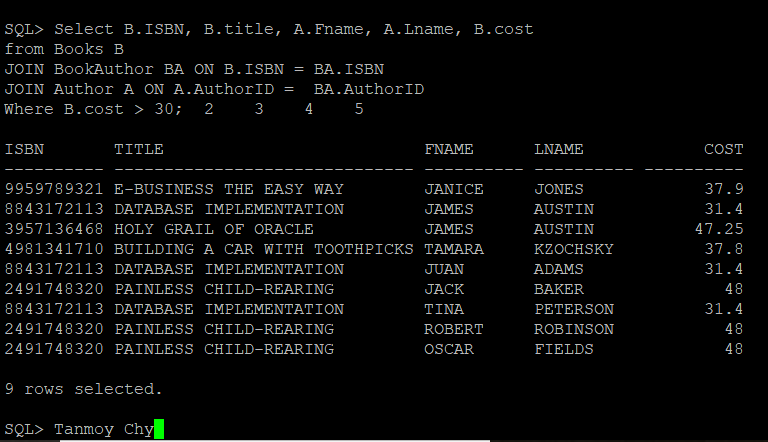 SQL> Select B.ISBN, B.title, A.Fname, A.Lname, B.cost
from Books B
JOIN BookAuthor BA ON B.ISBN = BA.ISBN
JOIN Author A ON A.AuthorID =  BA.AuthorID
Where B.cost > 30;  2    3    4    5
ISBN       TITLE                          FNAME      LNAME            COST
---------- ------------------------------ ---------- ---------- ----------
9959789321 E-BUSINESS THE EASY WAY        JANICE     JONES            37.9
8843172113 DATABASE IMPLEMENTATION        JAMES      AUSTIN           31.4
3957136468 HOLY GRAIL OF ORACLE           JAMES      AUSTIN          47.25
4981341710 BUILDING A CAR WITH TOOTHPICKS TAMARA     KZOCHSKY         37.8
8843172113 DATABASE IMPLEMENTATION        JUAN       ADAMS            31.4
2491748320 PAINLESS CHILD-REARING         JACK       BAKER              48
8843172113 DATABASE IMPLEMENTATION        TINA       PETERSON         31.4
2491748320 PAINLESS CHILD-REARING         ROBERT     ROBINSON           48
2491748320 PAINLESS CHILD-REARING         OSCAR      FIELDS             48
9 rows selected.
SQL> Tanmoy Chy